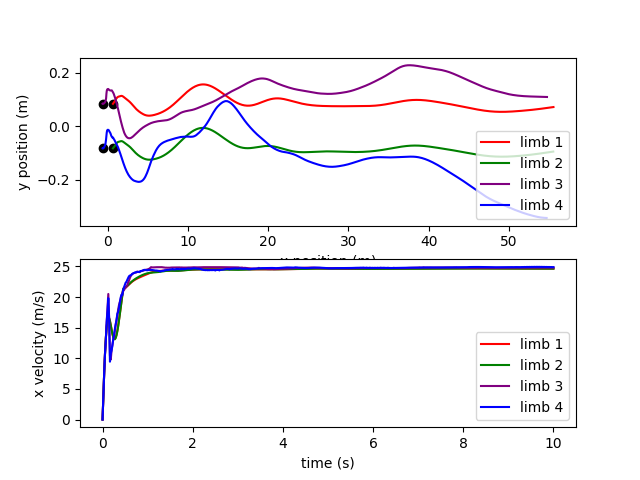 0.2
0.0
−0.2
y position (m)
limb 1
limb 2
limb 3
limb 4
0 10 20 30 40 50
x position (m)
25
20
15
10
5
0
x velocity (m/s)
limb 1
limb 2
limb 3
limb 4
0 2 4 6 8 10
time (s)